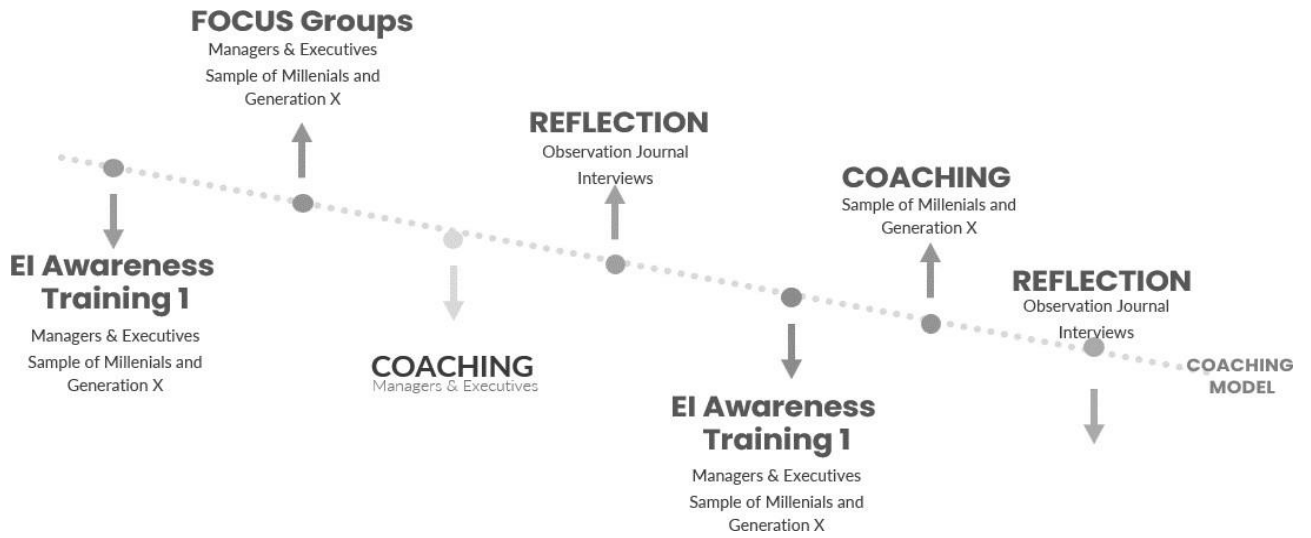 FOCUS Groups
Managers & Executives
Sample of Millenials and
Generation X
REFLECTION
Observation Journal
Interviews
COACHING
Sample of Millenials and
Generation X
EI Awareness
Training 1
Managers & Executives
Sample of Millenials and
Generation X
REFLECTION
Observation Journal
Interviews
COACHING
Managers & Executives
COACHING
MODEL
EI Awareness
Training 1
Managers & Executives
Sample of Millenials and
Generation X